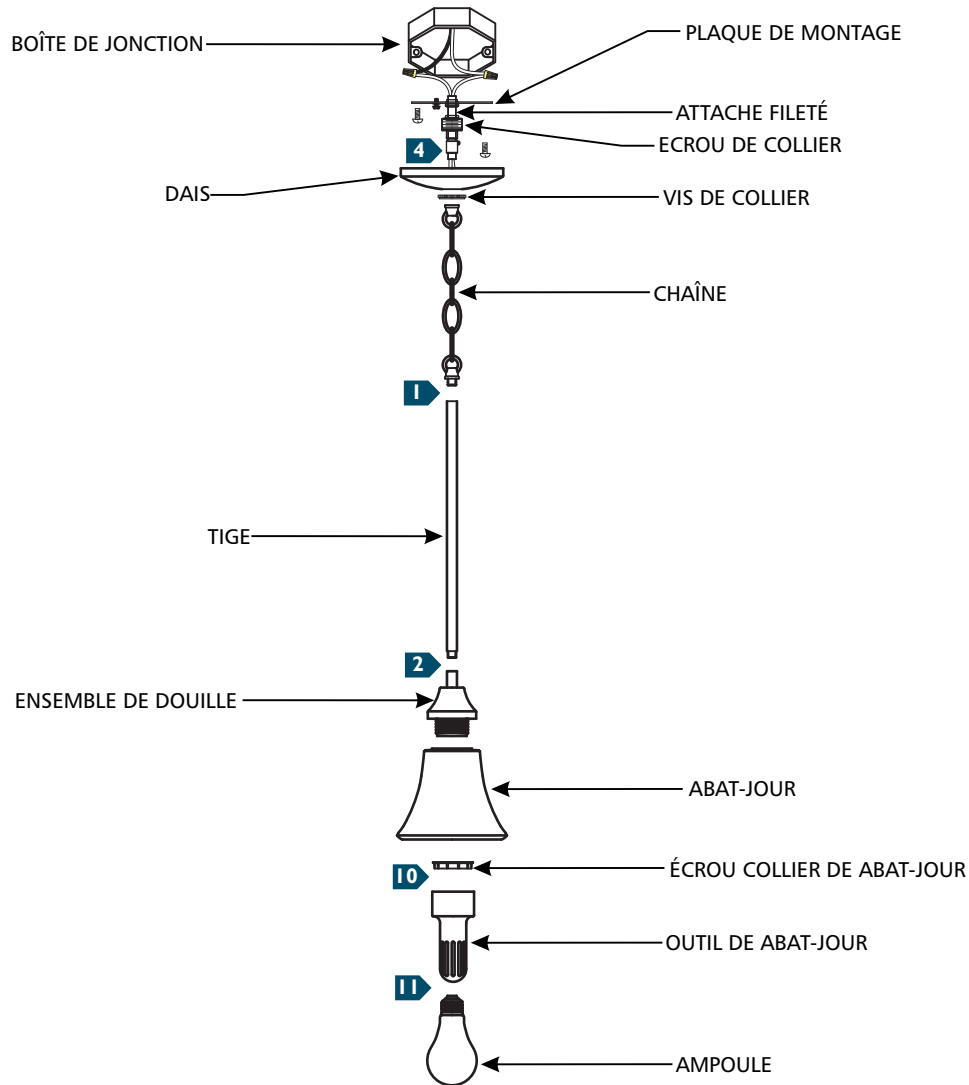 BOÎTE DE JONCTION
PLAQUE DE MONTAGE
ATTACHE FILETÉ
ECROU DE COLLIER
4
DAIS
VIS DE COLLIER
CHAÎNE
1
TIGE
2
ENSEMBLE DE DOUILLE
ABAT-JOUR
ÉCROU COLLIER DE ABAT-JOUR
10
OUTIL DE ABAT-JOUR
11
AMPOULE